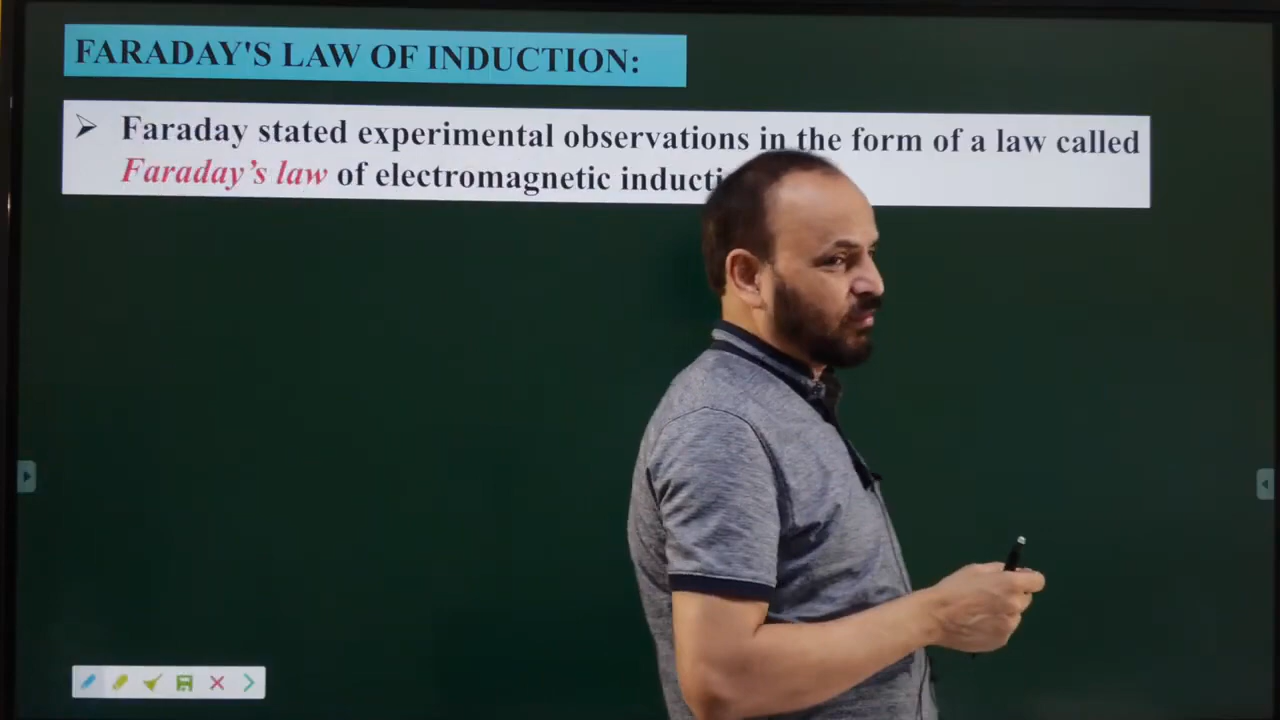 FARADAY'S LAW OF INDUCTION:
➢ Faraday stated experimental observations in the form of a law called
Faraday's law of electromagnetic